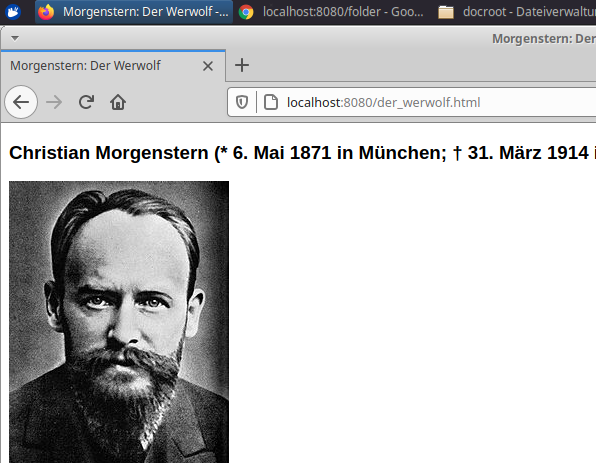 Morgenstern: Der Werwolf -...
localhost:8080/folder - Goo...
docroot - Dateiverwaltu
Morgenstern: Der
Morgenstern: Der Werwolf
localhost:8080/der_werwolf.html
Christian Morgenstern (* 6. Mai 1871 in München; † 31. März 1914 i